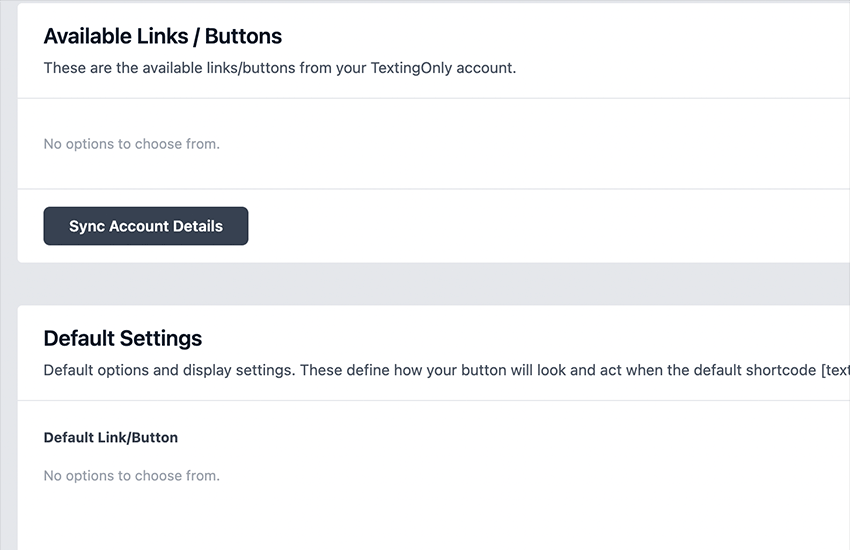 Available Links / Buttons
These are the available links/buttons from your TextingOnly account.
No options to choose from.
Sync Account Details
Default Settings
Default options and display settings. These define how your button will look and act when the default shortcode [text
Default Link/Button
No options to choose from.